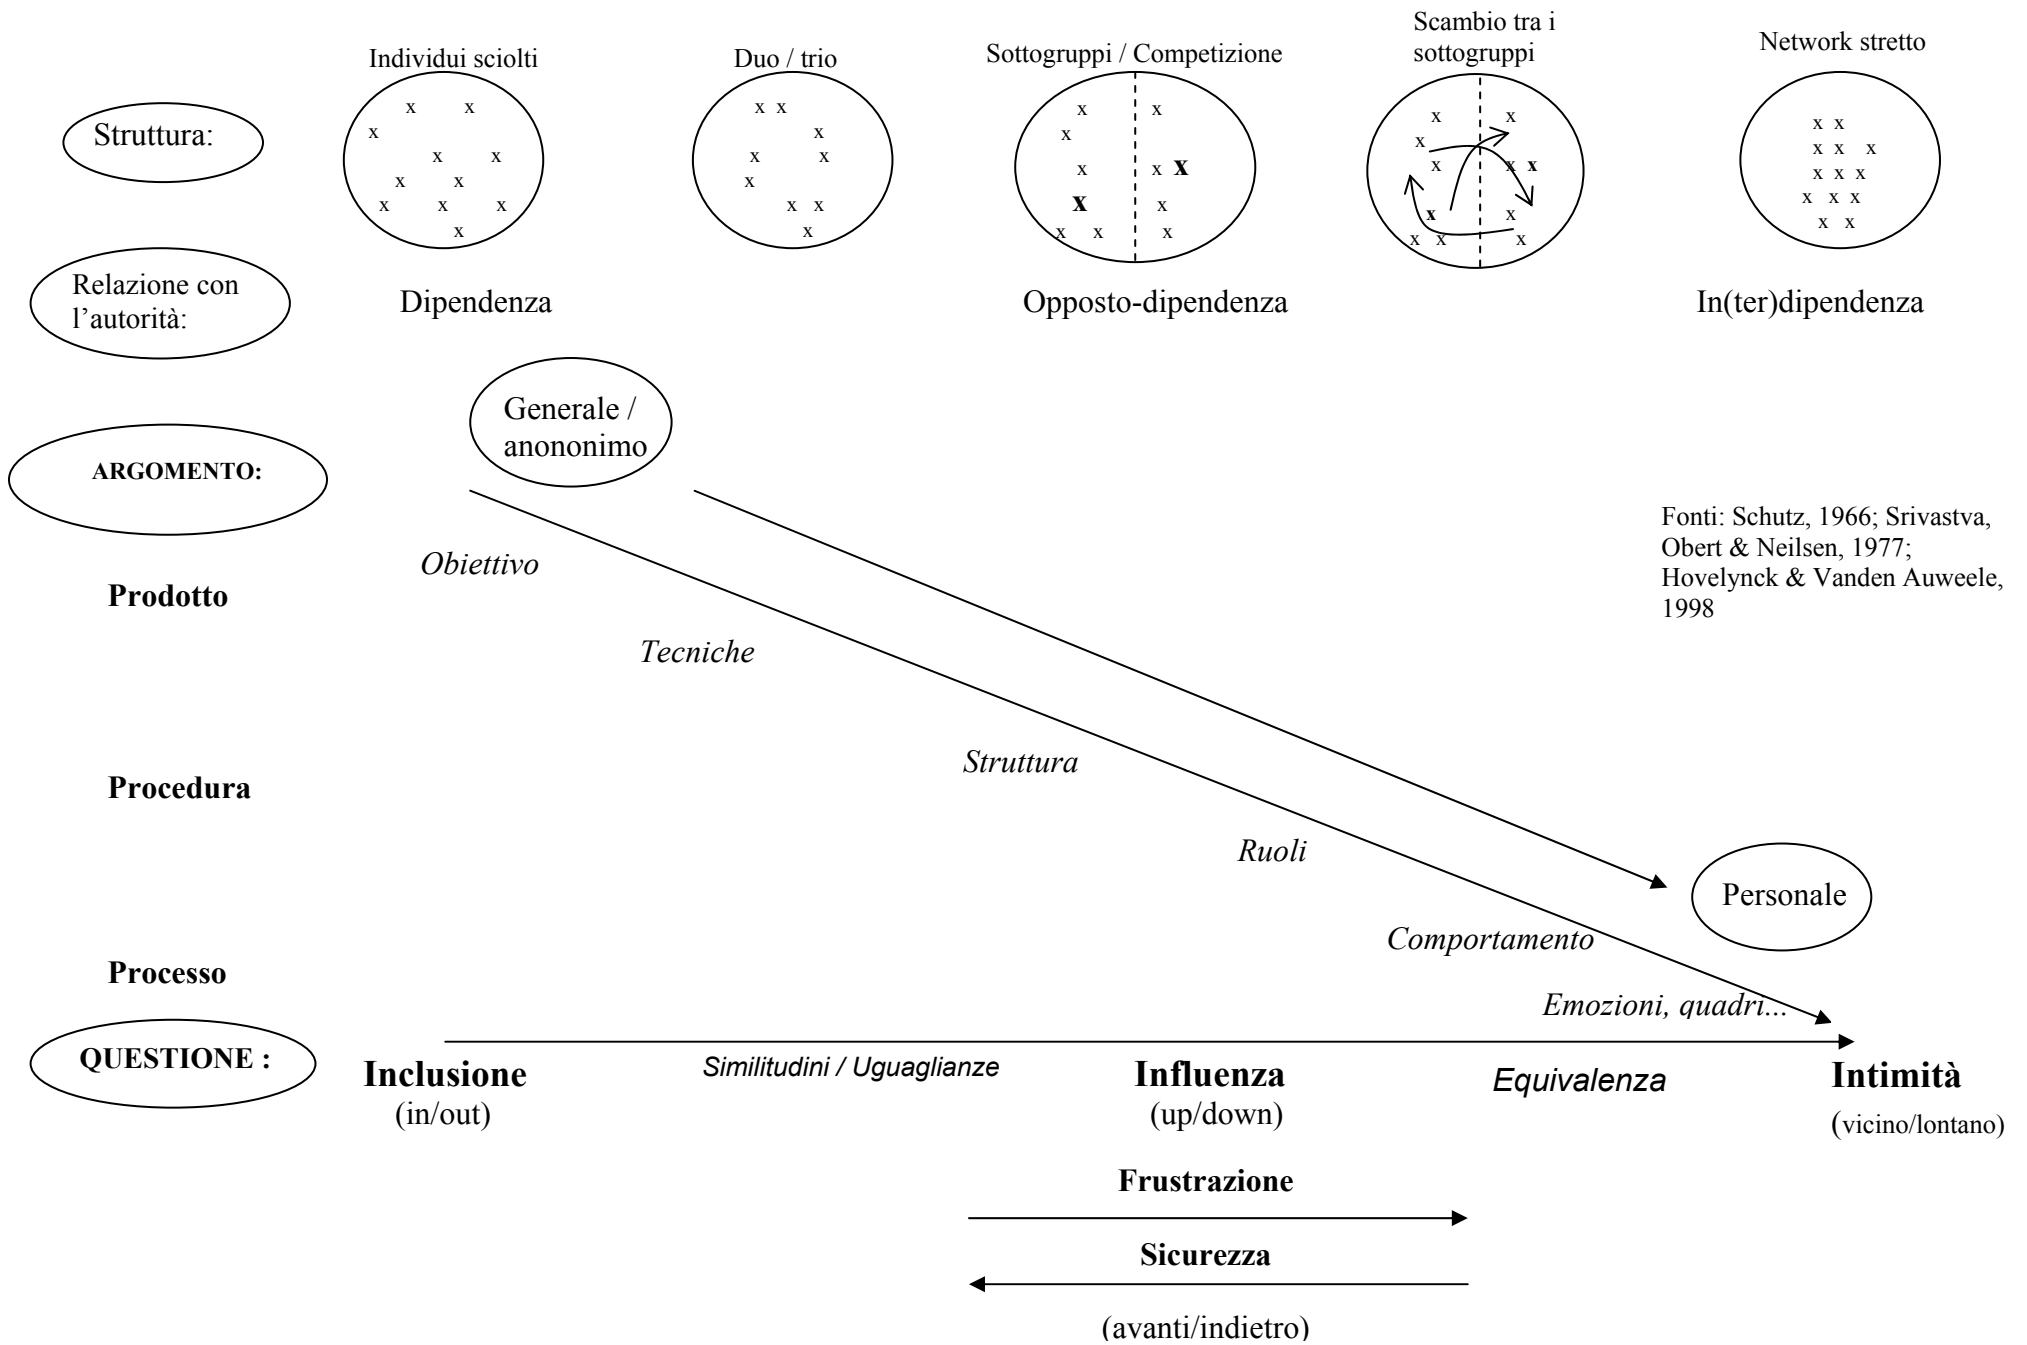 Individui sciolti
Duo / trio
Sottogruppi / Competizione
Scambio tra i
sottogruppi
Network stretto
Struttura:
x x
x
x x
x x
x x x
x
x x
x
x x
x
x x
x
x x
x
x x x
x
x x
x x x
x x
x
x
x x x
x
x x
x x
x x x
x x x
x x x
x x
Relazione con
l’autorità:
Dipendenza
Opposto-dipendenza
In(ter)dipendenza
Generale /
anononimo
ARGOMENTO:
Fonti: Schutz, 1966; Srivastva,
Obert & Neilsen, 1977;
Hovelynck & Vanden Auweele,
1998
Obiettivo
Prodotto
Tecniche
Struttura
Procedura
Ruoli
Personale
Comportamento
Processo
Emozioni, quadri...
QUESTIONE :
Inclusione
(in/out)
Similitudini / Uguaglianze
Influenza
(up/down)
Equivalenza
Intimità
(vicino/lontano)
Frustrazione
Sicurezza
(avanti/indietro)